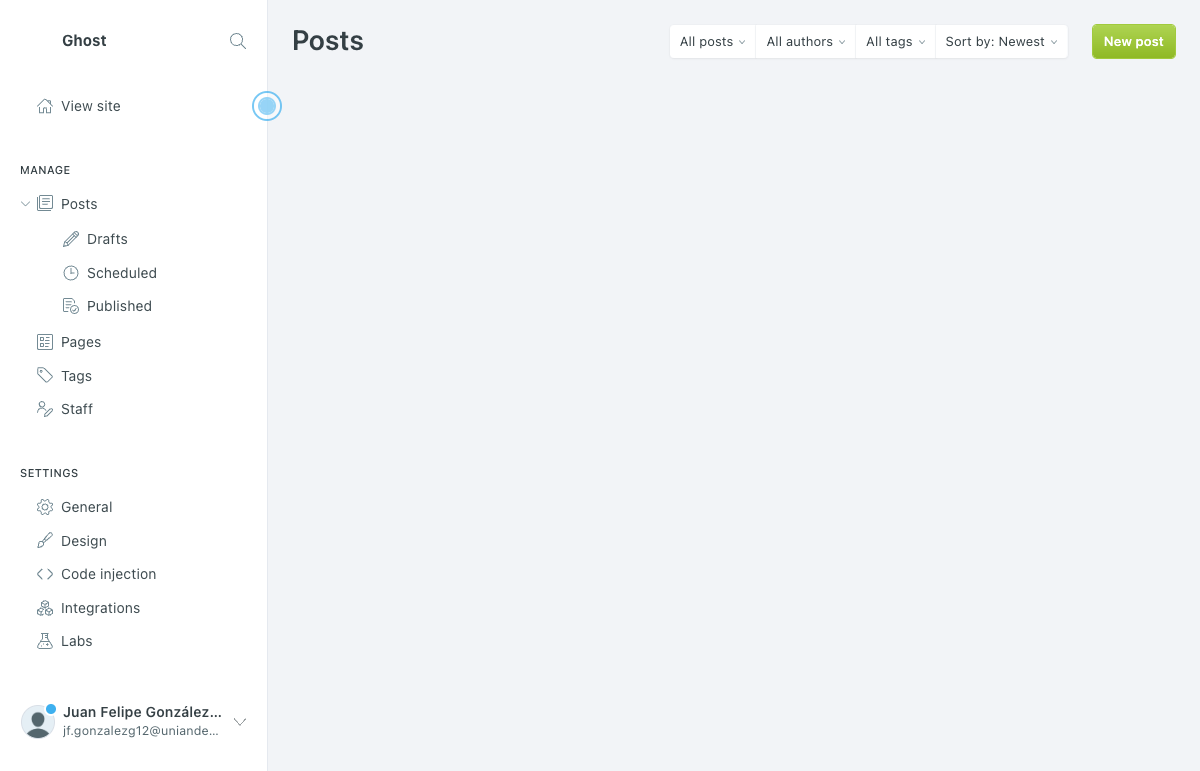 Ghost
View site
MANAGE
Posts
Drafts
Scheduled
Published
Pages
Tags
Staff
SETTINGS
General
Design
Code injection
Integrations
Labs
Juan Felipe González...
jf.gonzalezg12@uniande...
Posts
All posts
All authors
All tags
Sort by: Newest
New post